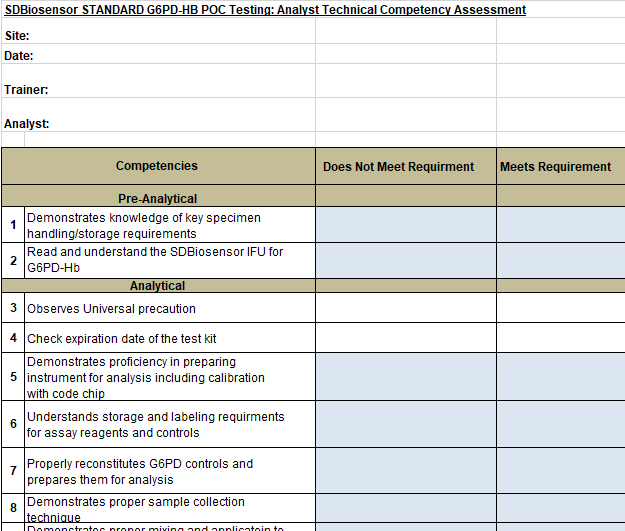 SDBiosensor STANDARD G6PD-HB POC Testing: Analyst Technical Competency Assessment
Site:
Date:
Trainer:
Analyst:
Competencies Does Not Meet Requirment Meets Requirement
Pre-Analytical
1 Demonstrates knowledge of key specimen
handling/storage requirements
2 Read and understand the SDBiosensor IFU for
G6PD-Hb
Analytical
3 Observes Universal precaution
4 Check expiration date of the test kit
5 Demonstrates proficiency in preparing
instrument for analysis including calibration
with code chip
6 Understands storage and labeling requirments
for assay reagents and controls
7 Properly reconstitutes G6PD controls and
prepares them for analysis
8 Demonstrates proper sample collection
technique
Demonstrates proper mixing and applicatoin to